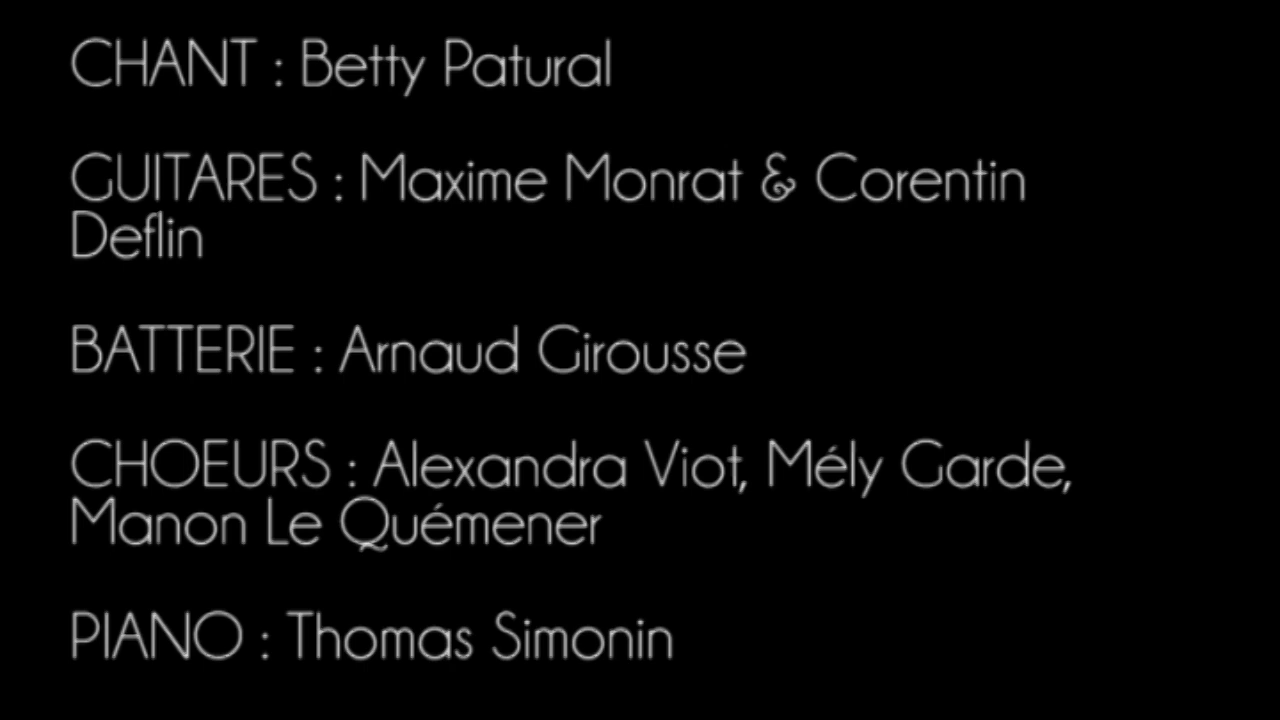 CHANT : Betty Patural
GUITARES : Maxime Monrat & Corentin
Deflin
BATTERIE : Arnaud Girousse
CHOEURS : Alexandra Viot, Mély Garde,
Manon Le Quémener
PIANO : Thomas Simonin